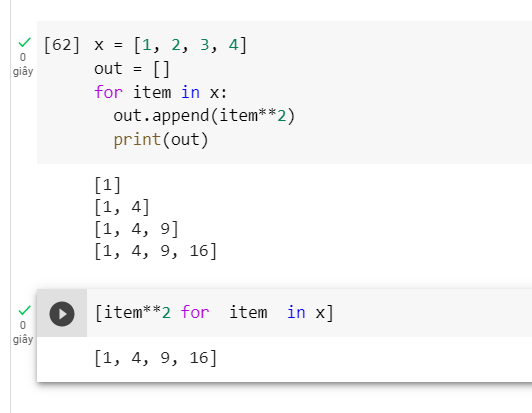 [62] x = [1, 2, 3, 4]
0
giây
out = []
for item in x:
  out.append(item**2)
  print(out)
[1]
[1, 4]
[1, 4, 9]
[1, 4, 9, 16]
[item**2 for  item  in x]
0
giây
[1, 4, 9, 16]